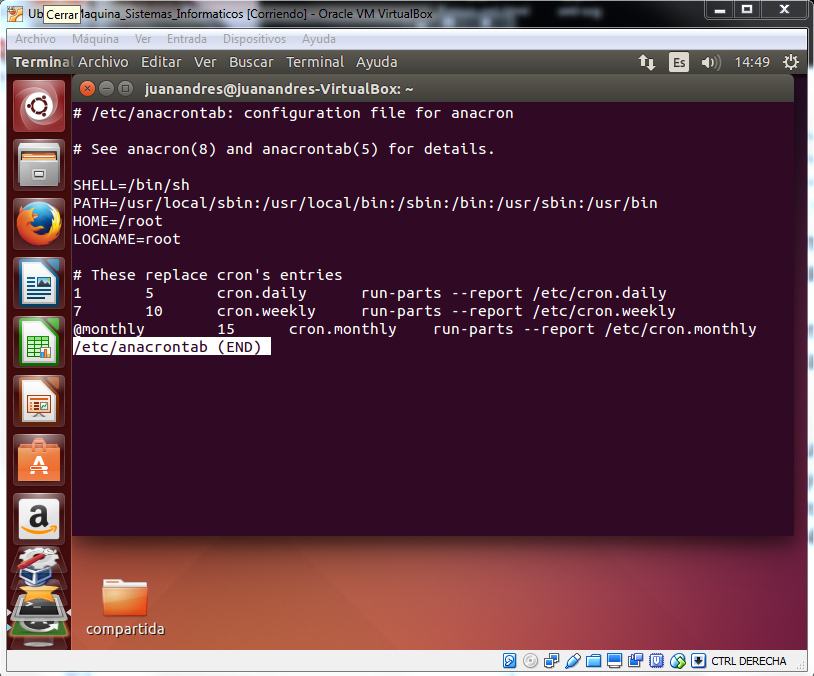 Ub Maquina_Sistemas_Informaticos [Corriendo] - Oracle VM VirtualBox
Cerrar
Archivo Máquina Ver Entrada Dispositivos Ayuda
Terminal Archivo Editar Ver Buscar Terminal Ayuda Es 14:49
juanandres@juanandres-VirtualBox: ~
# /etc/anacrontab: configuration file for anacron
# See anacron(8) and anacrontab(5) for details.
SHELL=/bin/sh
PATH=/usr/local/sbin:/usr/local/bin:/sbin:/bin:/usr/sbin:/usr/bin
HOME=/root
LOGNAME=root
# These replace cron's entries
1 5 cron.daily run-parts --report /etc/cron.daily
7 10 cron.weekly run-parts --report /etc/cron.weekly
@monthly 15 cron.monthly run-parts --report /etc/cron.monthly
/etc/anacrontab (END)
a
compartida
CTRL DERECHA